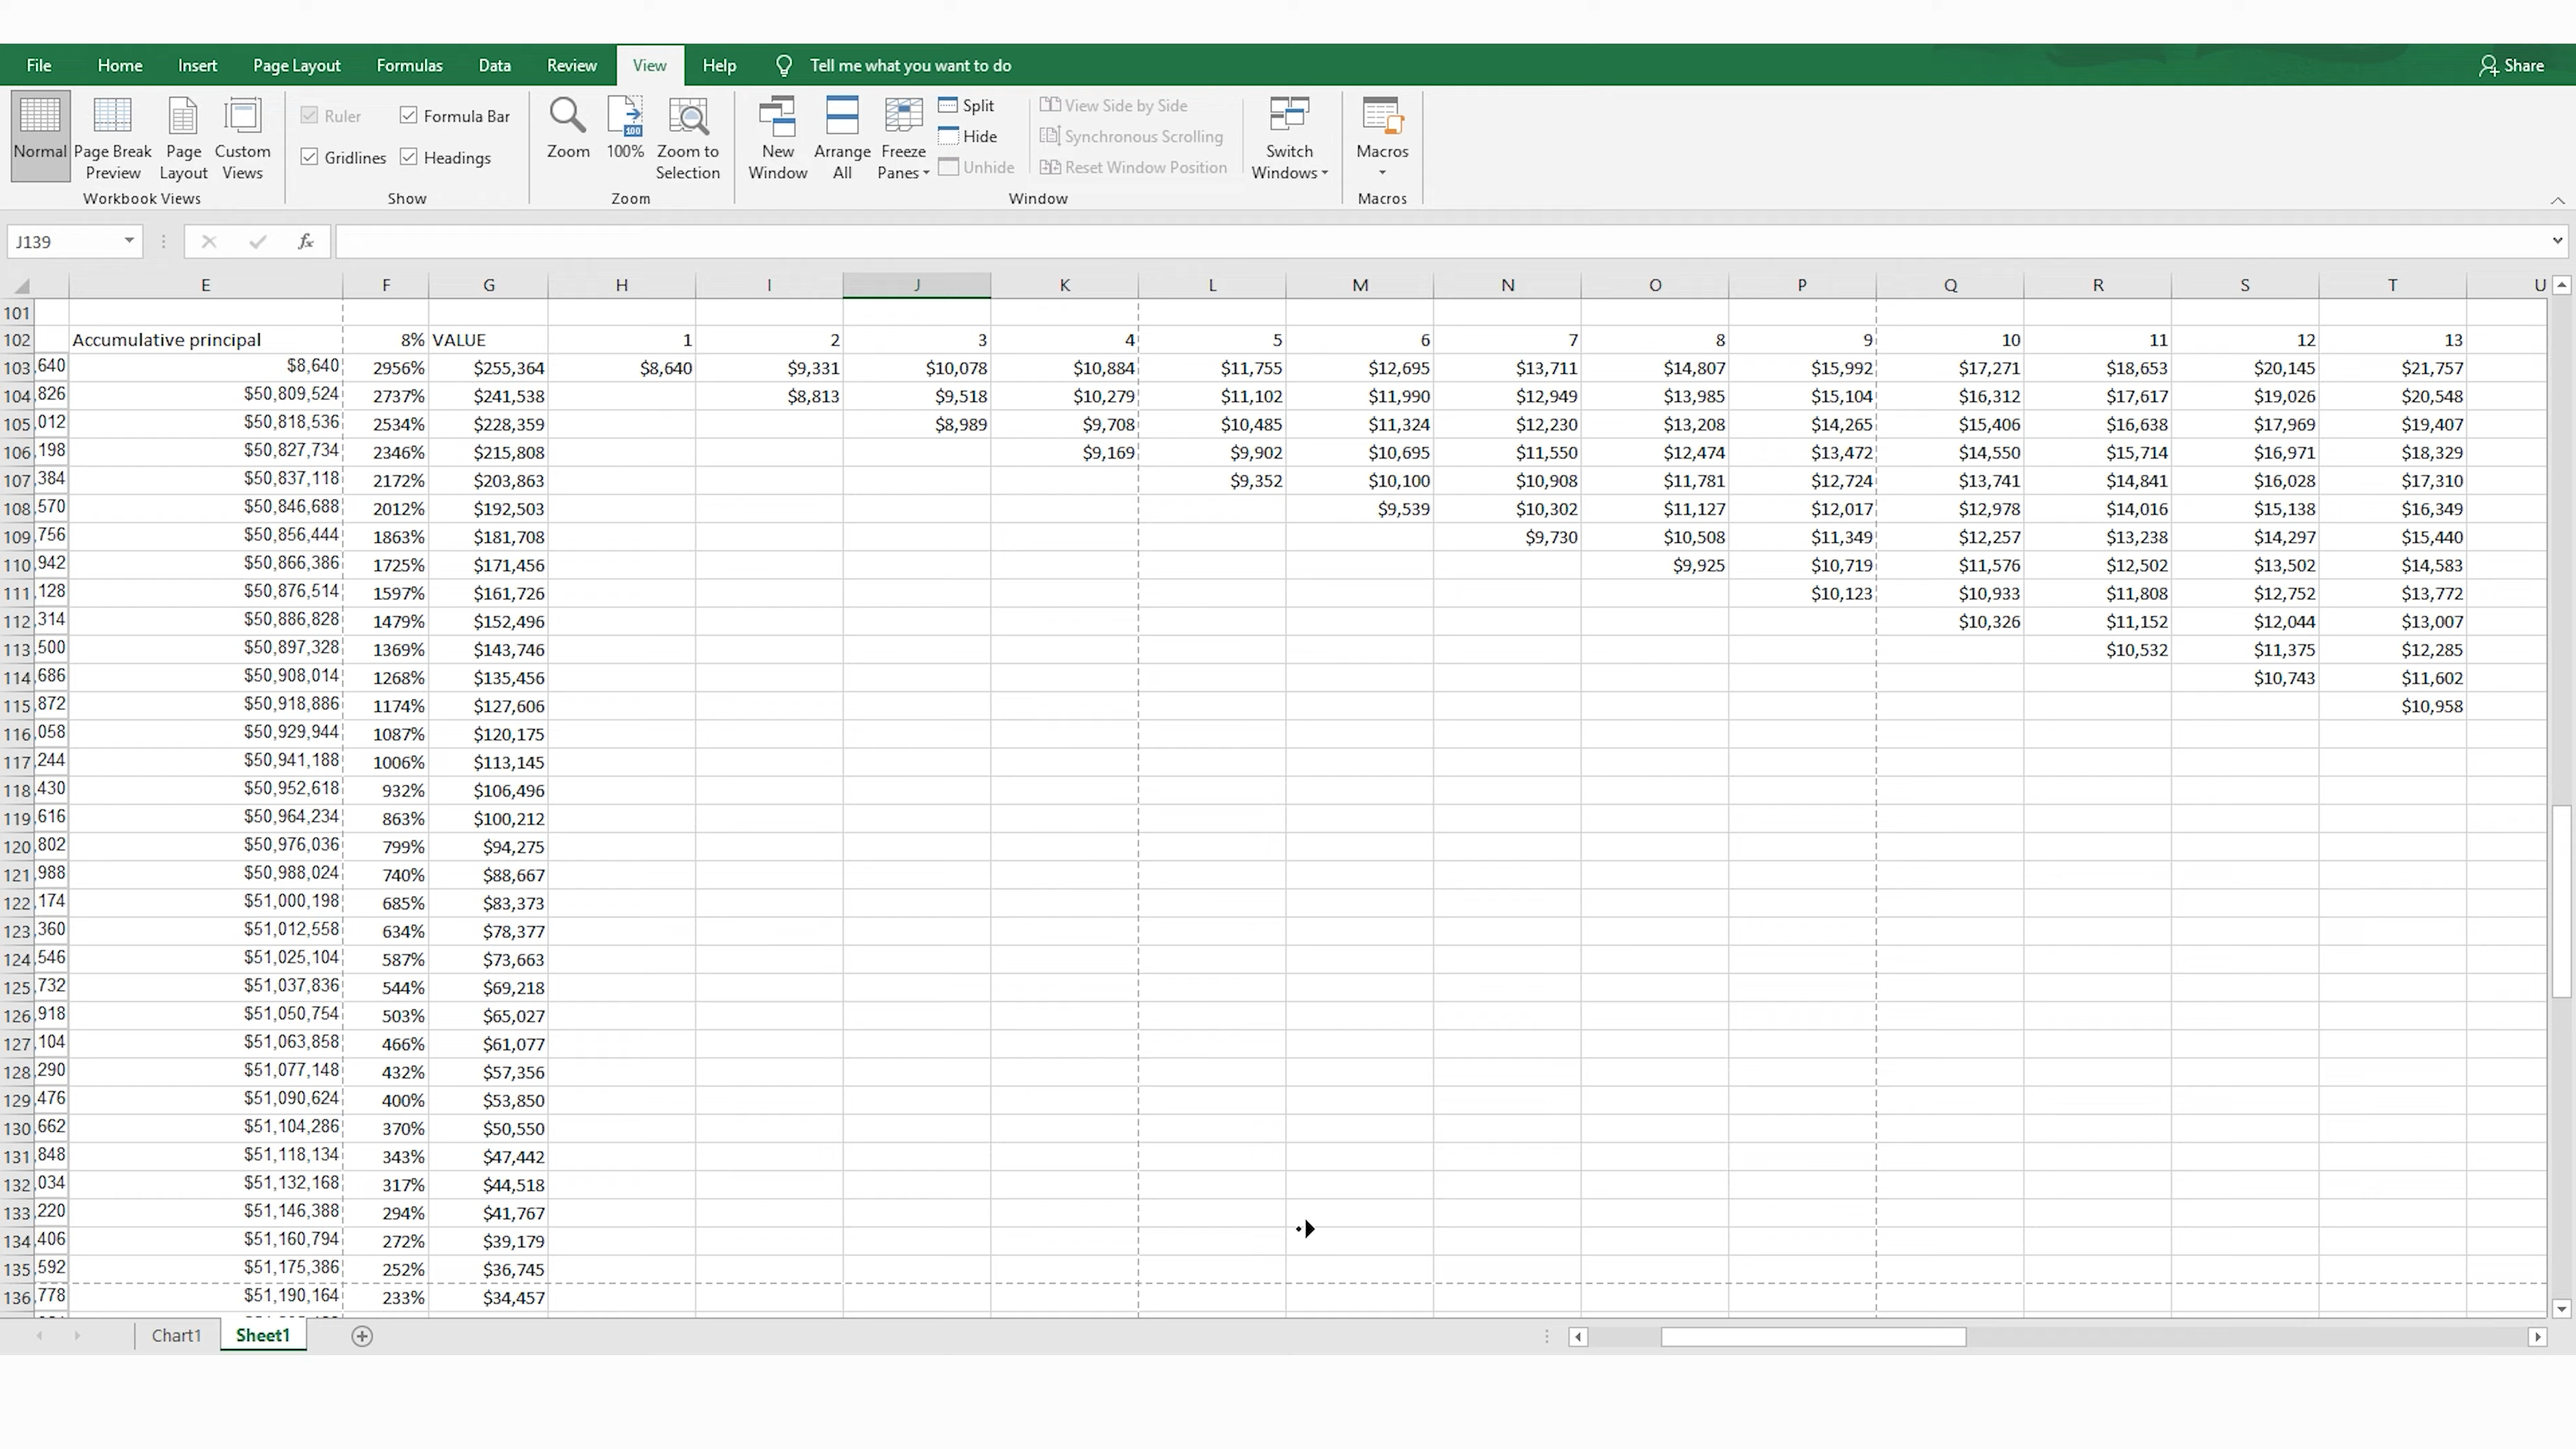 File Home Insert Page Layout Formulas Data Review View Help Tell me what you want to do Share
Normal Page Break Preview Page Layout Custom Views Ruler Formula Bar Gridlines Headings Zoom 100% Zoom to Selection New Window Arrange All Freeze Panes Split Hide Unhide View Side by Side Synchronous Scrolling Reset Window Position Switch Windows Macros
Workbook Views Show Zoom Window Macros
J139 fx
E F G H I J K L M N O P Q R S T U
101
102 Accumulative principal 8% VALUE 1 2 3 4 5 6 7 8 9 10 11 12 13
103 ,640 $8,640 2956% $255,364 $8,640 $9,331 $10,078 $10,884 $11,755 $12,695 $13,711 $14,807 $15,992 $17,271 $18,653 $20,145 $21,757
104 ,826 $50,809,524 2737% $241,538 $8,813 $9,518 $10,279 $11,102 $11,990 $12,949 $13,985 $15,104 $16,312 $17,617 $19,026 $20,548
105 ,012 $50,818,536 2534% $228,359 $8,989 $9,708 $10,485 $11,324 $12,230 $13,208 $14,265 $15,406 $16,638 $17,969 $19,407
106 ,198 $50,827,734 2346% $215,808 $9,169 $9,902 $10,695 $11,550 $12,474 $13,472 $14,550 $15,714 $16,971 $18,329
107 ,384 $50,837,118 2172% $203,863 $9,352 $10,100 $10,908 $11,781 $12,724 $13,741 $14,841 $16,028 $17,310
108 ,570 $50,846,688 2012% $192,503 $9,539 $10,302 $11,127 $12,017 $12,978 $14,016 $15,138 $16,349
109 ,756 $50,856,444 1863% $181,708 $9,730 $10,508 $11,349 $12,257 $13,238 $14,297 $15,440
110 ,942 $50,866,386 1725% $171,456 $9,925 $10,719 $11,576 $12,502 $13,502 $14,583
111 ,128 $50,876,514 1597% $161,726 $10,123 $10,933 $11,808 $12,752 $13,772
112 ,314 $50,886,828 1479% $152,496 $10,326 $11,152 $12,044 $13,007
113 ,500 $50,897,328 1369% $143,746 $10,532 $11,375 $12,285
114 ,686 $50,908,014 1268% $135,456 $10,743 $11,602
115 ,872 $50,918,886 1174% $127,606 $10,958
116 ,058 $50,929,944 1087% $120,175
117 ,244 $50,941,188 1006% $113,145
118 ,430 $50,952,618 932% $106,496
119 ,616 $50,964,234 863% $100,212
120 ,802 $50,976,036 799% $94,275
121 ,988 $50,988,024 740% $88,667
122 ,174 $51,000,198 685% $83,373
123 ,360 $51,012,558 634% $78,377
124 ,546 $51,025,104 587% $73,663
125 ,732 $51,037,836 544% $69,218
126 ,918 $51,050,754 503% $65,027
127 ,104 $51,063,858 466% $61,077
128 ,290 $51,077,148 432% $57,356
129 ,476 $51,090,624 400% $53,850
130 ,662 $51,104,286 370% $50,550
131 ,848 $51,118,134 343% $47,442
132 ,034 $51,132,168 317% $44,518
133 ,220 $51,146,388 294% $41,767
134 ,406 $51,160,794 272% $39,179
135 ,592 $51,175,386 252% $36,745
136 ,778 $51,190,164 233% $34,457
Chart1 Sheet1